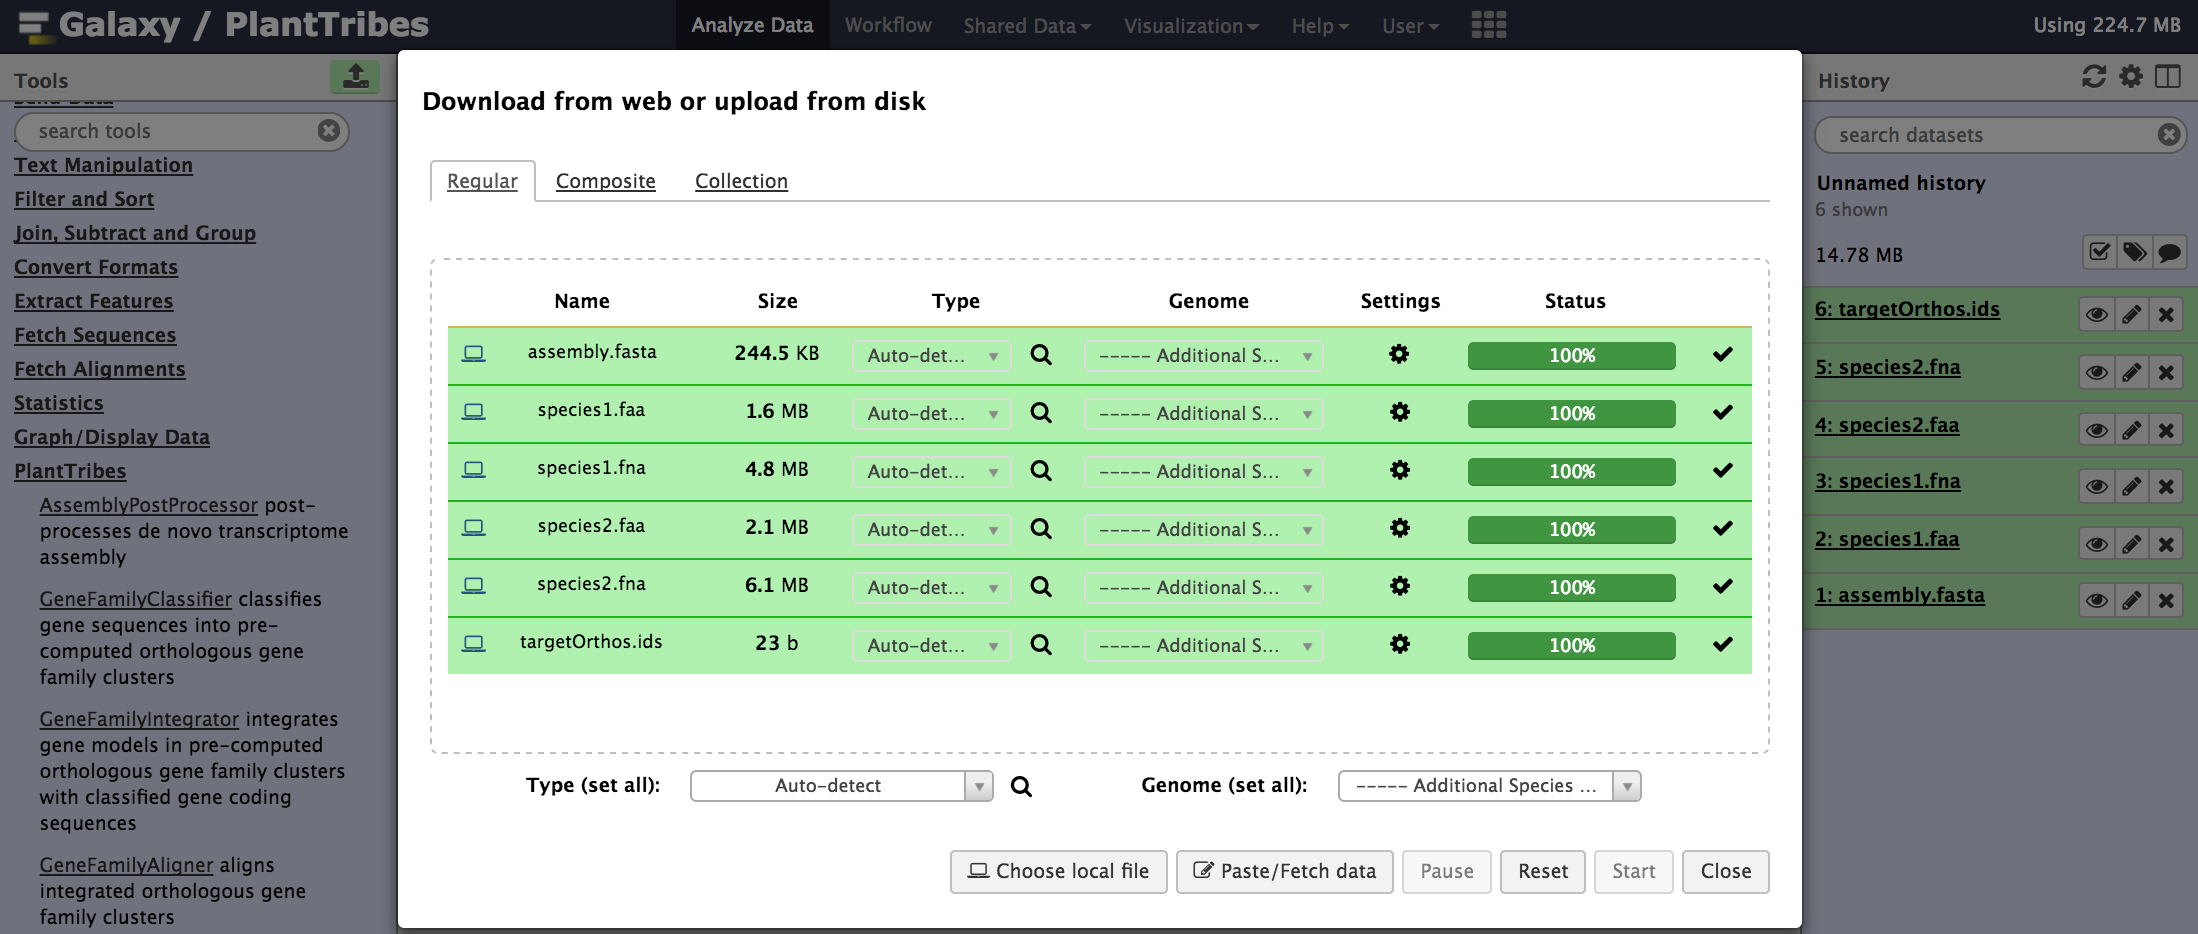 Galaxy / PlantTribes
Analyze Data Workflow Shared Data Visualization Help User Using 224.7 MB
Tools
search tools
Text Manipulation
Filter and Sort
Join, Subtract and Group
Convert Formats
Extract Features
Fetch Sequences
Fetch Alignments
Statistics
Graph/Display Data
PlantTribes
AssemblyPostProcessor post-
processes de novo transcriptome
assembly
GeneFamilyClassifier classifies
gene sequences into pre-
computed orthologous gene
family clusters
GeneFamilyIntegrator integrates
gene models in pre-computed
orthologous gene family clusters
with classified gene coding
sequences
GeneFamilyAligner aligns
integrated orthologous gene
family clusters
Download from web or upload from disk
Regular Composite Collection
Name Size Type Genome Settings Status
assembly.fasta 244.5 KB Auto-det... ----- Additional S... 100%
species1.faa 1.6 MB Auto-det... ----- Additional S... 100%
species1.fna 4.8 MB Auto-det... ----- Additional S... 100%
species2.faa 2.1 MB Auto-det... ----- Additional S... 100%
species2.fna 6.1 MB Auto-det... ----- Additional S... 100%
targetOrthos.ids 23 b Auto-det... ----- Additional S... 100%
Type (set all): Auto-detect Genome (set all): ----- Additional Species ...
Choose local file Paste/Fetch data Pause Reset Start Close
History
search datasets
Unnamed history
6 shown
14.78 MB
6: targetOrthos.ids
5: species2.fna
4: species2.faa
3: species1.fna
2: species1.faa
1: assembly.fasta